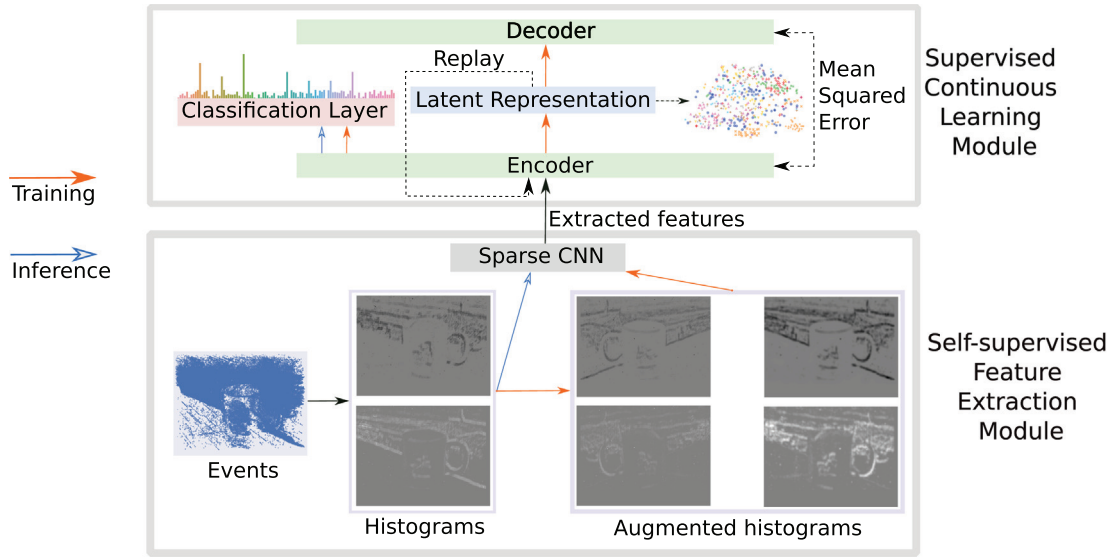 Decoder
Replay
Classification Layer
Latent Representation
Mean
Squared
Error
Encoder
Supervised
Continuous
Learning
Module
Training
Inference
Extracted features
Sparse CNN
Events
Histograms
Augmented histograms
Self-supervised
Feature
Extraction
Module